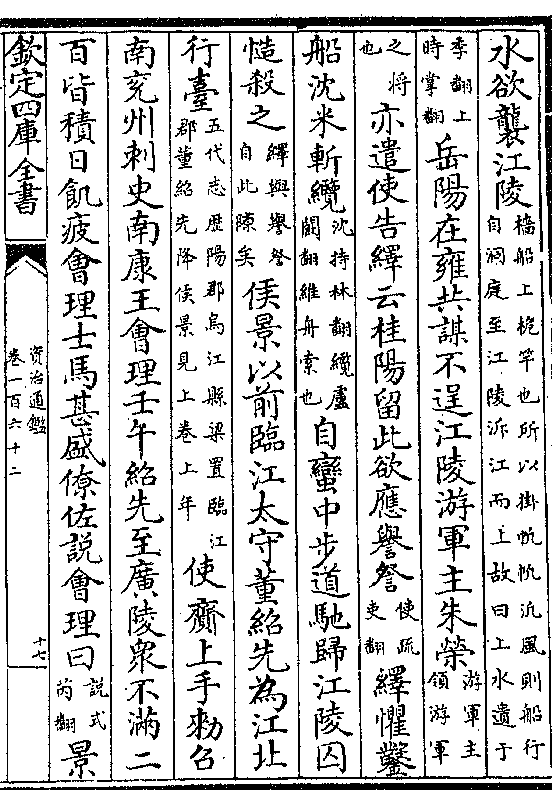 水欲襲江陵檣船上桅竿也所以掛帆帆汎風則船行自洞庭至江陵泝江而上故曰上水遺于
季翻上時掌翻岳陽在雍共謀不逞江陵游軍主朱榮游軍主領游軍
之將也亦遣使告繹云桂陽留此欲應譽詧使疏吏翻繹懼鑿
船沈米斬纜沈持林翻纜盧闞翻維舟索也自蠻中步道馳歸江陵囚
慥殺之繹與譽詧自此隙矣侯景以前臨江太守董紹先為江北
行臺五代志歴陽郡烏江縣梁置臨江郡董紹先降侯景見上卷上年使齎上手勑召
南兖州刺史南康王會理壬午紹先至廣陵衆不滿二
百皆積日飢疲會理士馬甚盛僚佐説會理曰説式芮翻景
欽定四庫全書
資治通鑑
卷一百六十二
十七